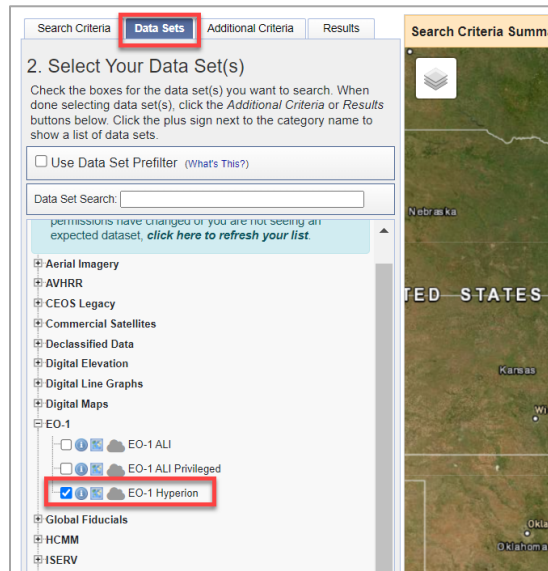 Search Criteria Data Sets Additional Criteria Results
2. Select Your Data Set(s)
Check the boxes for the data set(s) you want to search. When
done selecting data set(s), click the Additional Criteria or Results
buttons below. Click the plus sign next to the category name to
show a list of data sets.
Use Data Set Prefilter (What's This?)
Data Set Search:
permissions have changed or you are not seeing an
expected dataset, click here to refresh your list.
Aerial Imagery
AVHRR
CEOS Legacy
Commercial Satellites
Declassified Data
Digital Elevation
Digital Line Graphs
Digital Maps
EO-1
EO-1 ALI
EO-1 ALI Privileged
EO-1 Hyperion
Global Fiducials
HCMM
ISERV
Search Criteria Summa
Nebraska
TED STATES
Kansas
Wi
Okla
Oklahoma